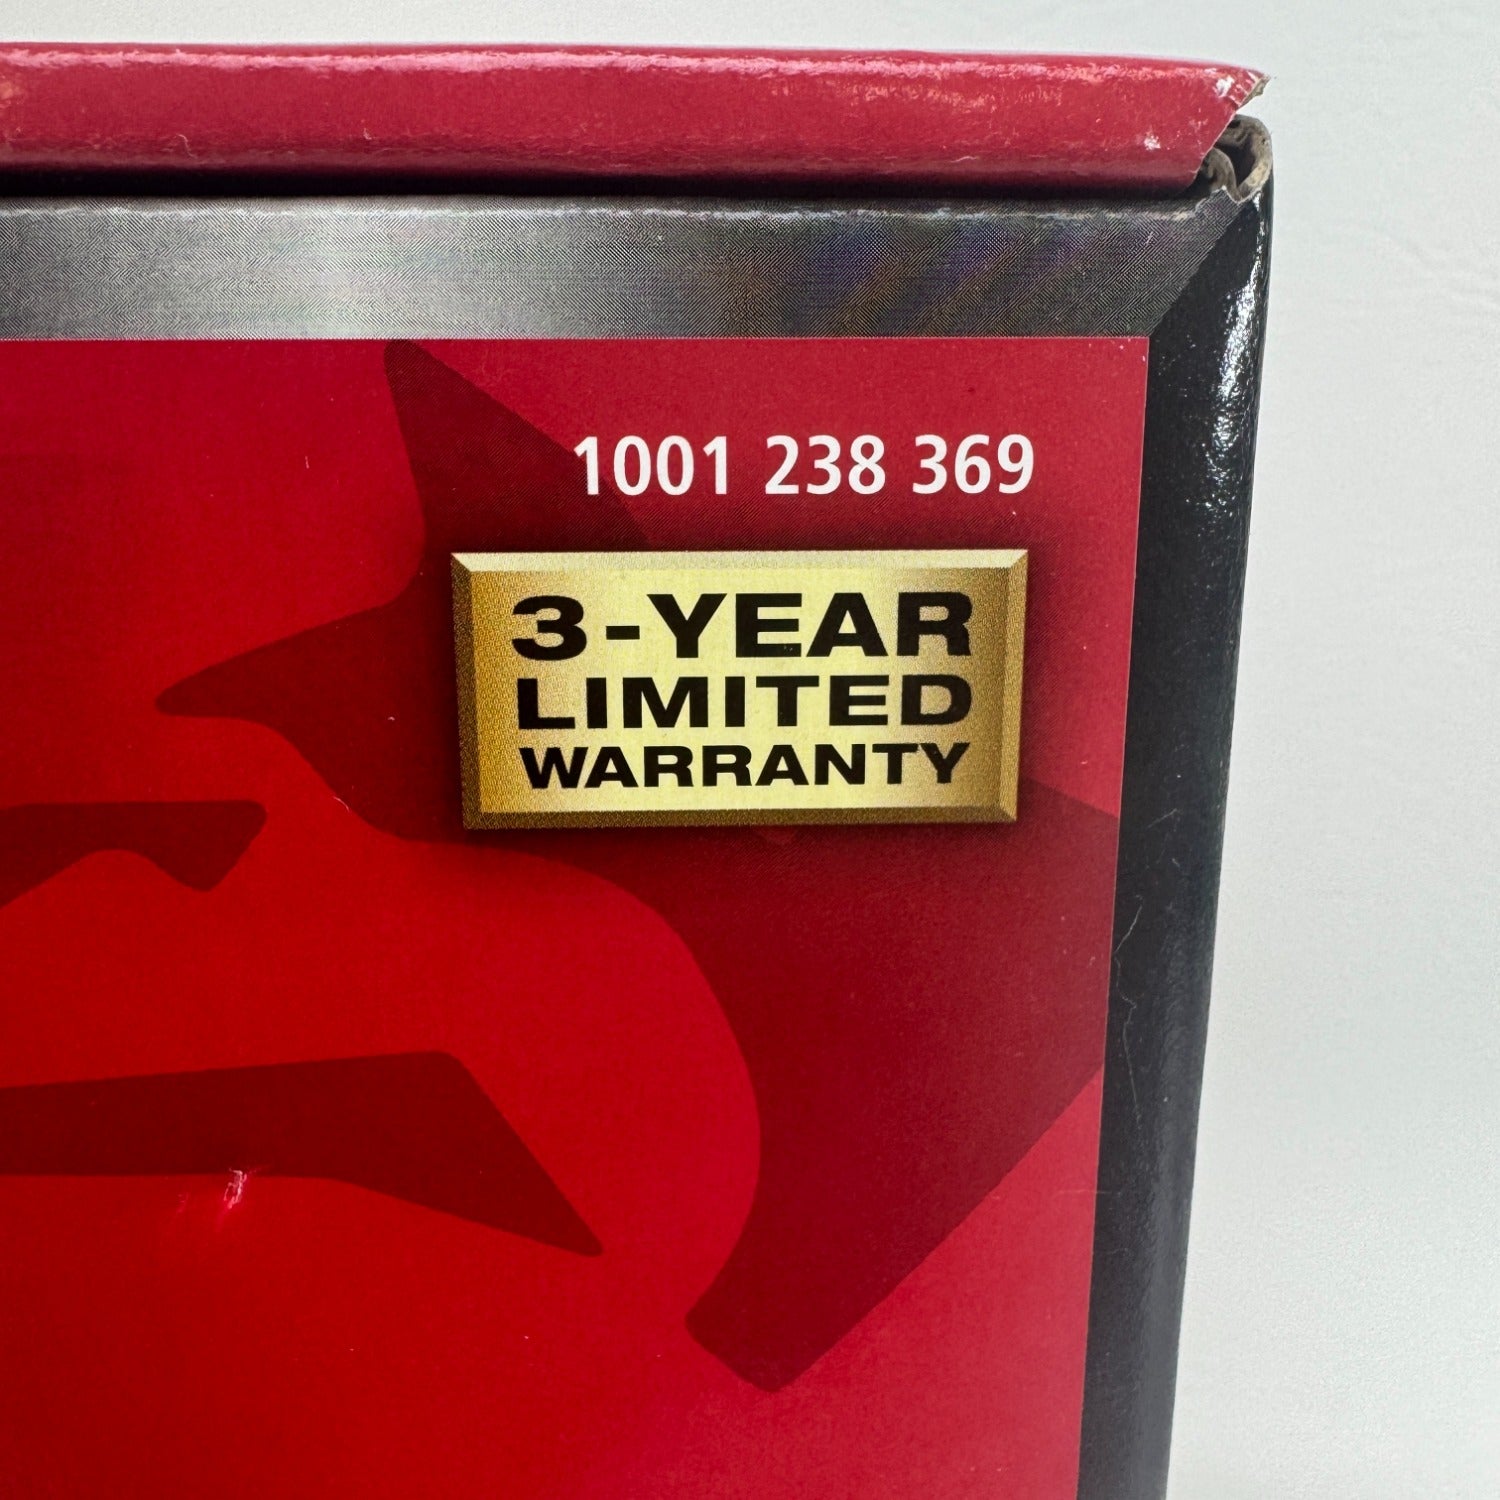 1001 238 369
3-YEAR
LIMITED
WARRANTY